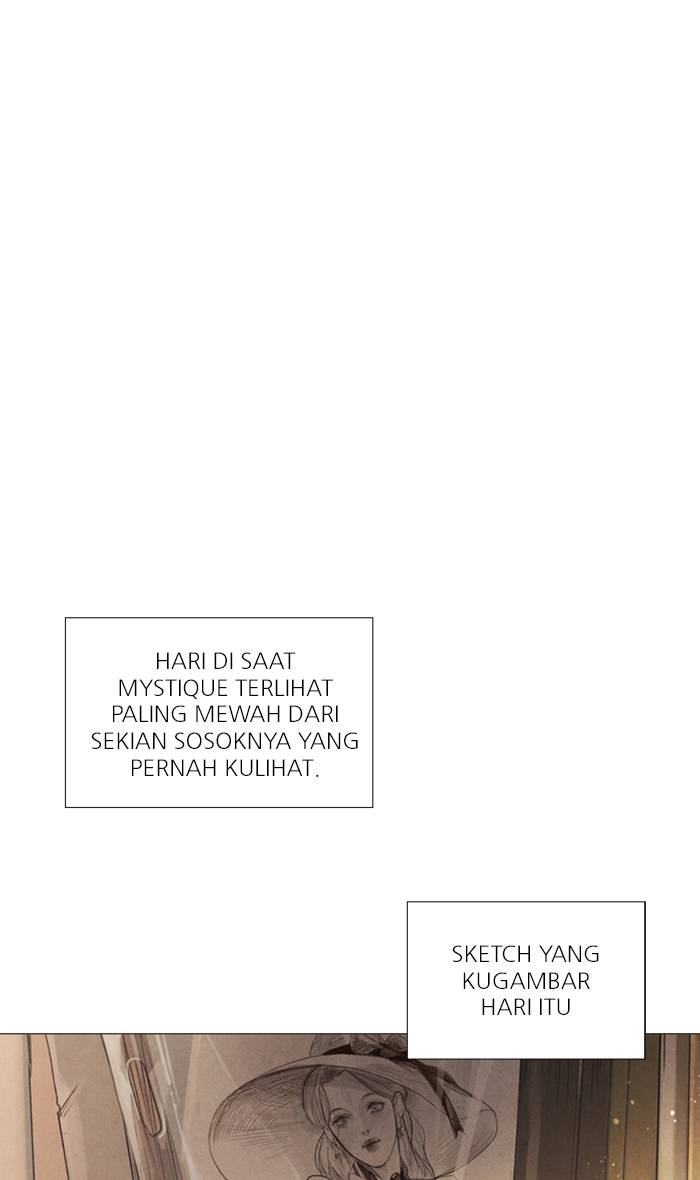 HARI DI SAAT
MYSTIQUE TERLIHAT
PALING MEWAH DARI
SEKIAN SOSOKNYA YANG
PERNAH KULIHAT.
SKETCH YANG
KUGAMBAR
HARI ITU